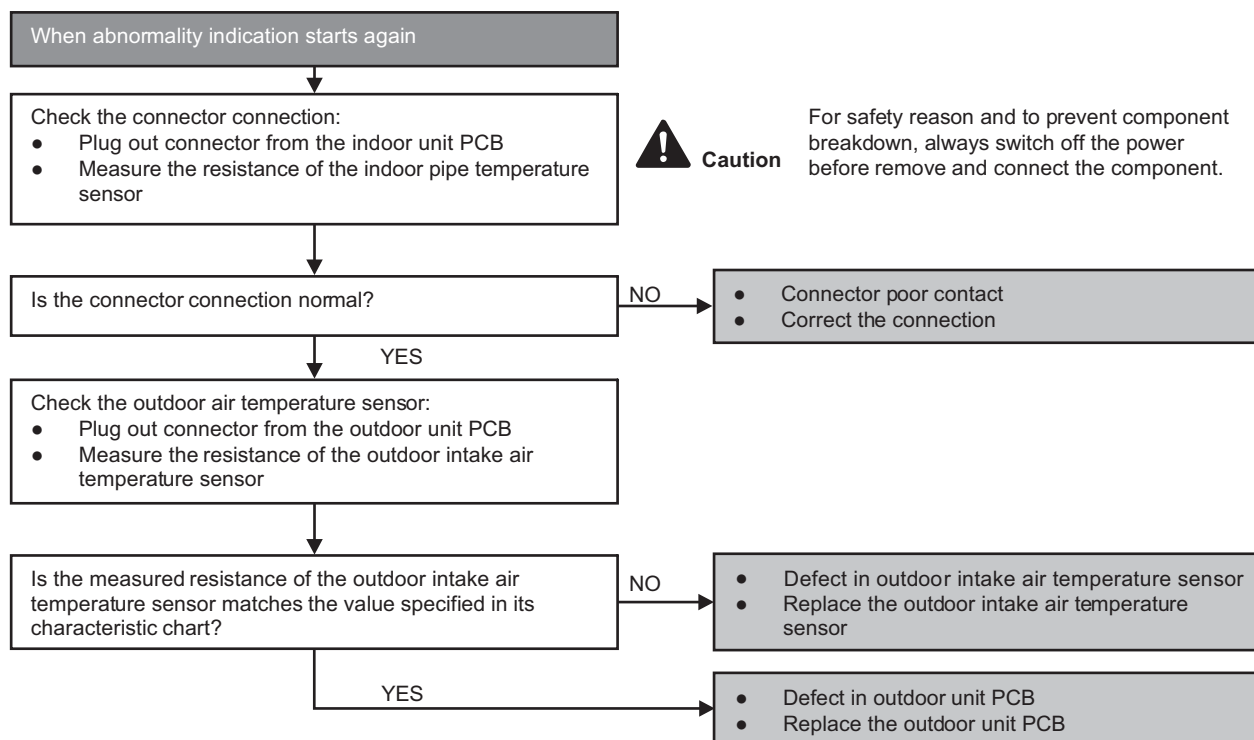 When abnormality indication starts again
Check the connector connection:
● Plug out connector from the indoor unit PCB
● Measure the resistance of the indoor pipe temperature
sensor
Caution
For safety reason and to prevent component
breakdown, always switch off the power
before remove and connect the component.
Is the connector connection normal?
NO
● Connector poor contact
● Correct the connection
YES
Check the outdoor air temperature sensor:
● Plug out connector from the outdoor unit PCB
● Measure the resistance of the outdoor intake air
temperature sensor
Is the measured resistance of the outdoor intake air
temperature sensor matches the value specified in its
characteristic chart?
NO
● Defect in outdoor intake air temperature sensor
● Replace the outdoor intake air temperature
sensor
YES
● Defect in outdoor unit PCB
● Replace the outdoor unit PCB